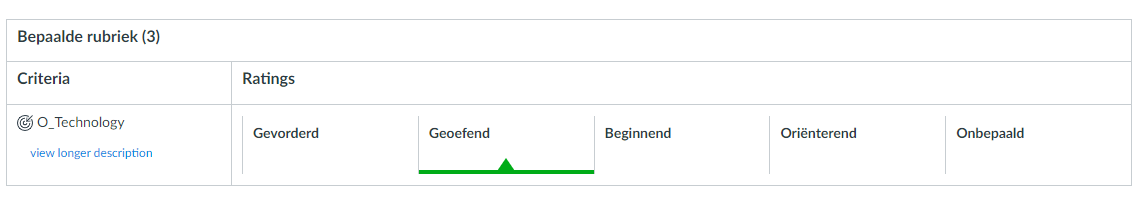 Bepaalde rubriek (3)
Criteria
Ratings
O_Technology
view longer description
Gevorderd
Geoefend
Beginnend
Oriënterend
Onbepaald